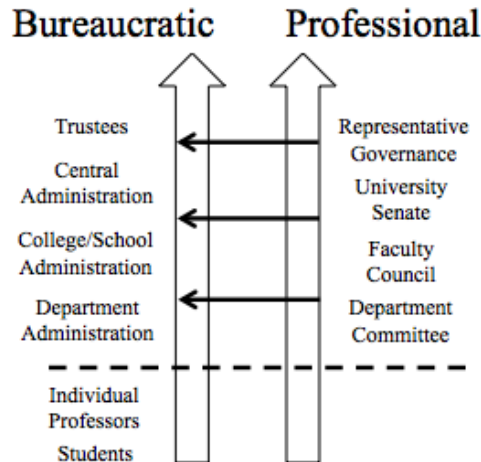 Bureaucratic
Professional
Trustees
Representative
Governance
Central
Administration
University
Senate
College/School
Administration
Faculty
Council
Department
Administration
Department
Committee
Individual
Professors
Students